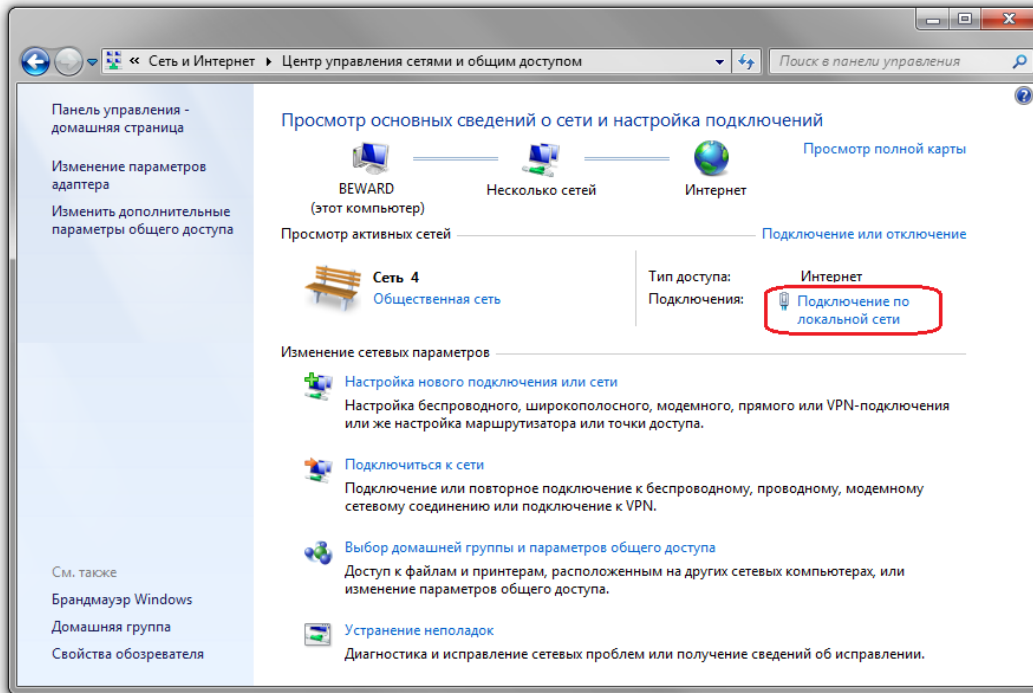 « Сеть и Интернет ▸ Центр управления сетями и общим доступом
Поиск в панели управления
Панель управления -
домашняя страница
Изменение параметров
адаптера
Изменить дополнительные
параметры общего доступа
См. также
Брандмауэр Windows
Домашняя группа
Свойства обозревателя
Просмотр основных сведений о сети и настройка подключений
Просмотр полной карты
BEWARD
(этот компьютер)
Несколько сетей
Интернет
Просмотр активных сетей
Подключение или отключение
Сеть 4
Общественная сеть
Тип доступа: Интернет
Подключения: Подключение по
локальной сети
Изменение сетевых параметров
Настройка нового подключения или сети
Настройка беспроводного, широкополосного, модемного, прямого или VPN-подключения
или же настройка маршрутизатора или точки доступа.
Подключиться к сети
Подключение или повторное подключение к беспроводному, проводному, модемному
сетевому соединению или подключение к VPN.
Выбор домашней группы и параметров общего доступа
Доступ к файлам и принтерам, расположенным на других сетевых компьютерах, или
изменение параметров общего доступа.
Устранение неполадок
Диагностика и исправление сетевых проблем или получение сведений об исправлении.